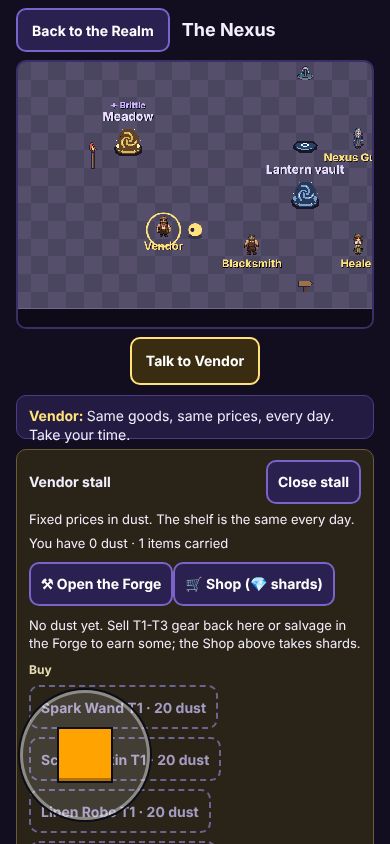 Back to the Realm
The Nexus
+ Brittle
Meadow
Nexus Gu
Lantern vault
Vendor
Blacksmith
Heale
Talk to Vendor
Vendor: Same goods, same prices, every day.
Take your time.
Vendor stall
Close stall
Fixed prices in dust. The shelf is the same every day.
You have 0 dust · 1 items carried
⚒ Open the Forge
🛒 Shop (💎 shards)
No dust yet. Sell T1-T3 gear back here or salvage in
the Forge to earn some; the Shop above takes shards.
Buy
Spark Wand T1 · 20 dust
T1 · 20 dust
Linen Robe T1 · 20 dust